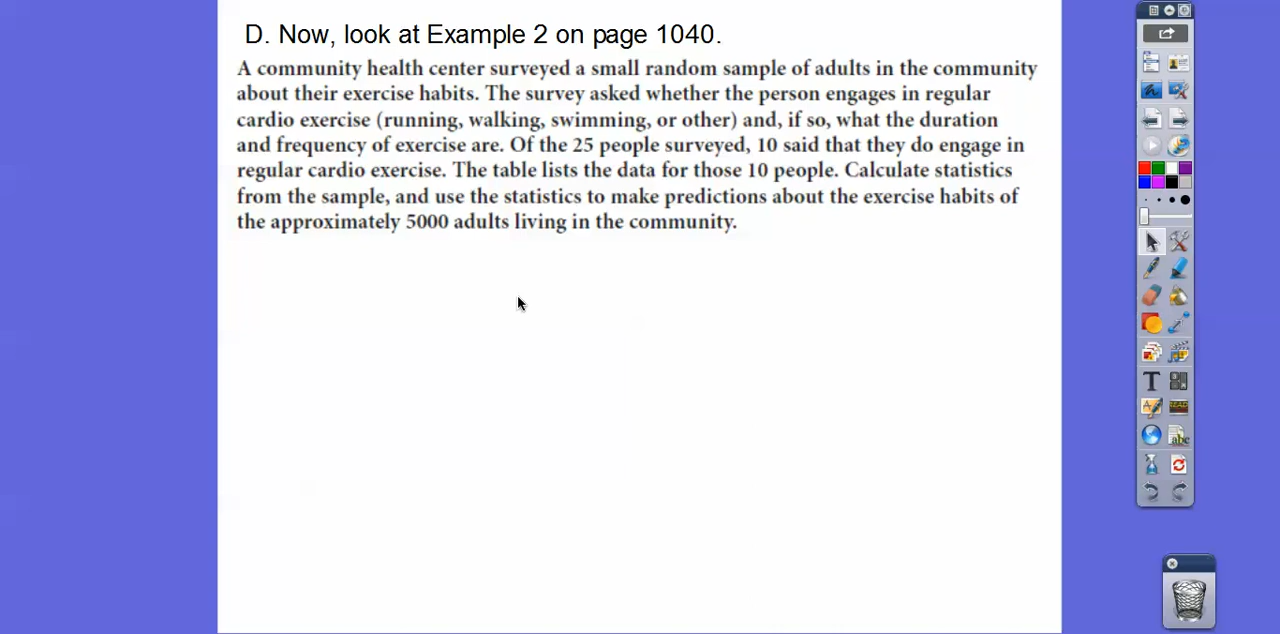 D. Now, look at Example 2 on page 1040.
A community health center surveyed a small random sample of adults in the community
about their exercise habits. The survey asked whether the person engages in regular
cardio exercise (running, walking, swimming, or other) and, if so, what the duration
and frequency of exercise are. Of the 25 people surveyed, 10 said that they do engage in
regular cardio exercise. The table lists the data for those 10 people. Calculate statistics
from the sample, and use the statistics to make predictions about the exercise habits of
the approximately 5000 adults living in the community.